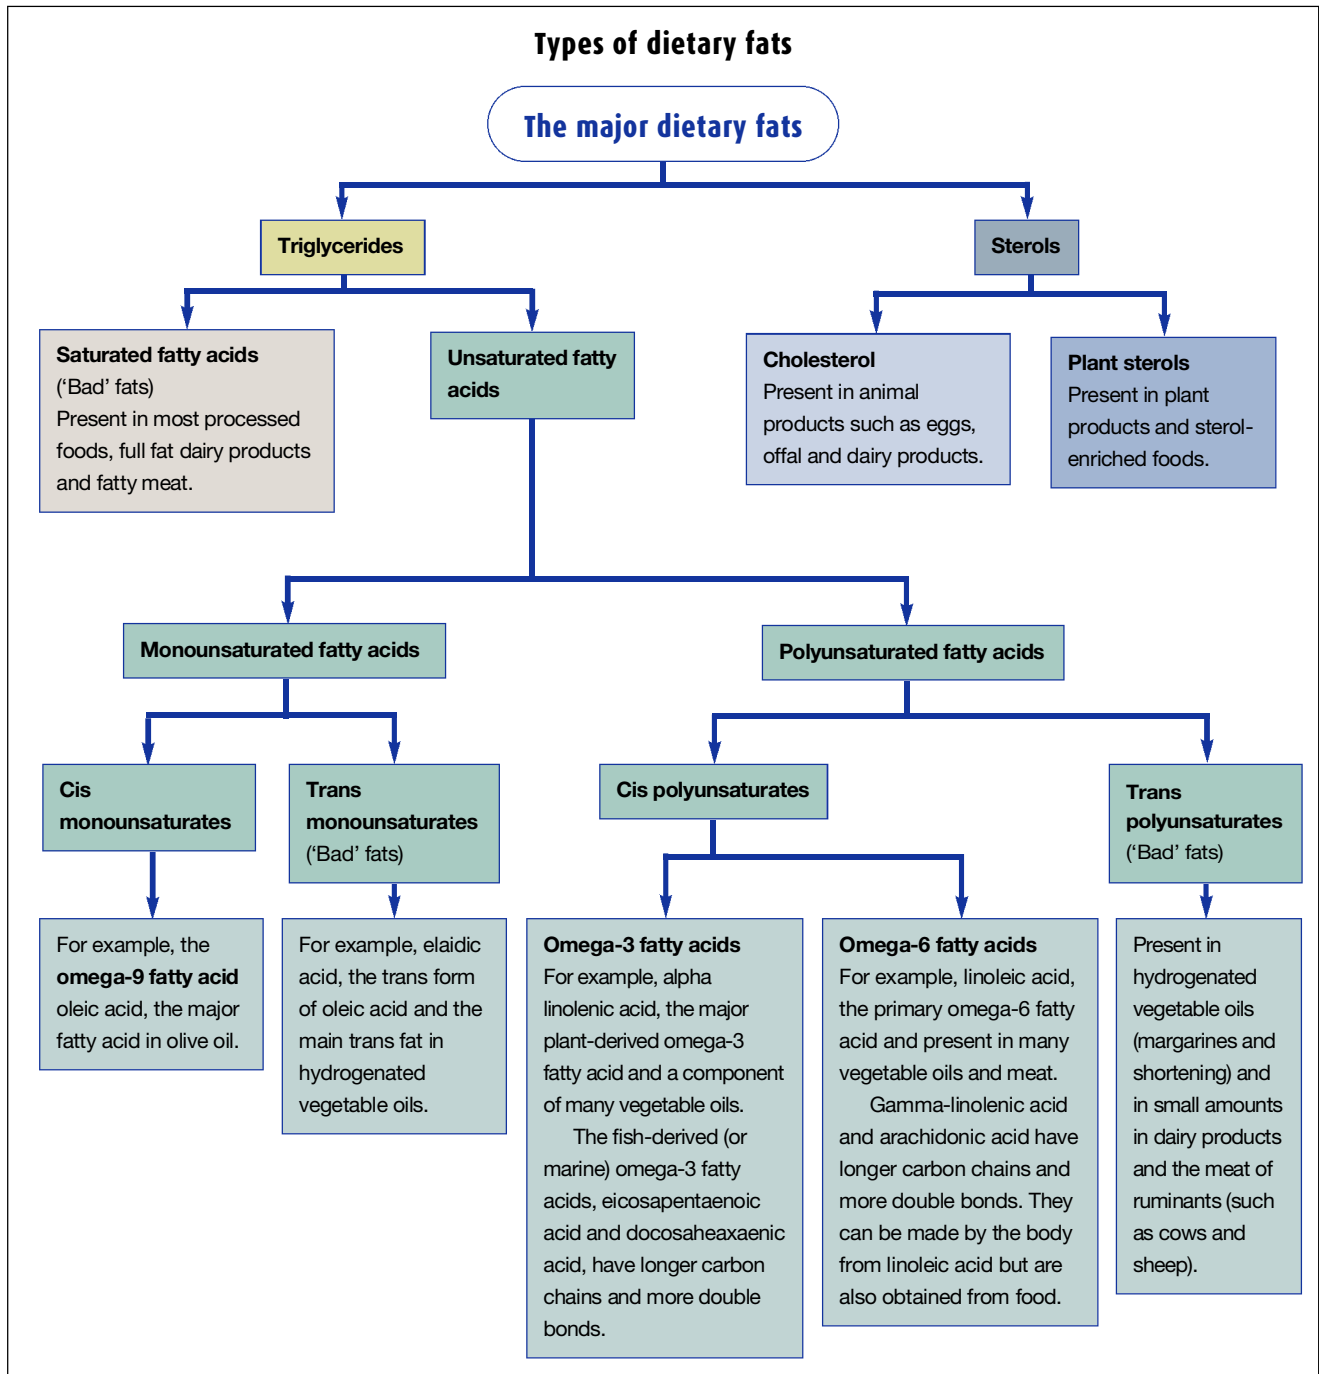 Types of dietary fats
The major dietary fats
Triglycerides
Sterols
Saturated fatty acids
('Bad' fats)
Present in most processed
foods, full fat dairy products
and fatty meat.
Unsaturated fatty
acids
Cholesterol
Present in animal
products such as eggs,
offal and dairy products.
Plant sterols
Present in plant
products and sterol-
enriched foods.
Monounsaturated fatty acids
Polyunsaturated fatty acids
Cis
monounsaturates
Trans
monounsaturates
('Bad' fats)
Cis polyunsaturates
Trans
polyunsaturates
('Bad' fats)
For example, the
omega-9 fatty acid
oleic acid, the major
fatty acid in olive oil.
For example, elaidic
acid, the trans form
of oleic acid and the
main trans fat in
hydrogenated
vegetable oils.
Omega-3 fatty acids
For example, alpha
linolenic acid, the major
plant-derived omega-3
fatty acid and a component
of many vegetable oils.
The fish-derived (or
marine) omega-3 fatty
acids, eicosapentaenoic
acid and docosaheaxaenic
acid, have longer carbon
chains and more double
bonds.
Omega-6 fatty acids
For example, linoleic acid,
the primary omega-6 fatty
acid and present in many
vegetable oils and meat.
Gamma-linolenic acid
and arachidonic acid have
longer carbon chains and
more double bonds. They
can be made by the body
from linoleic acid but are
also obtained from food.
Present in
hydrogenated
vegetable oils
(margarines and
shortening) and
in small amounts
in dairy products
and the meat of
ruminants (such
as cows and
sheep).